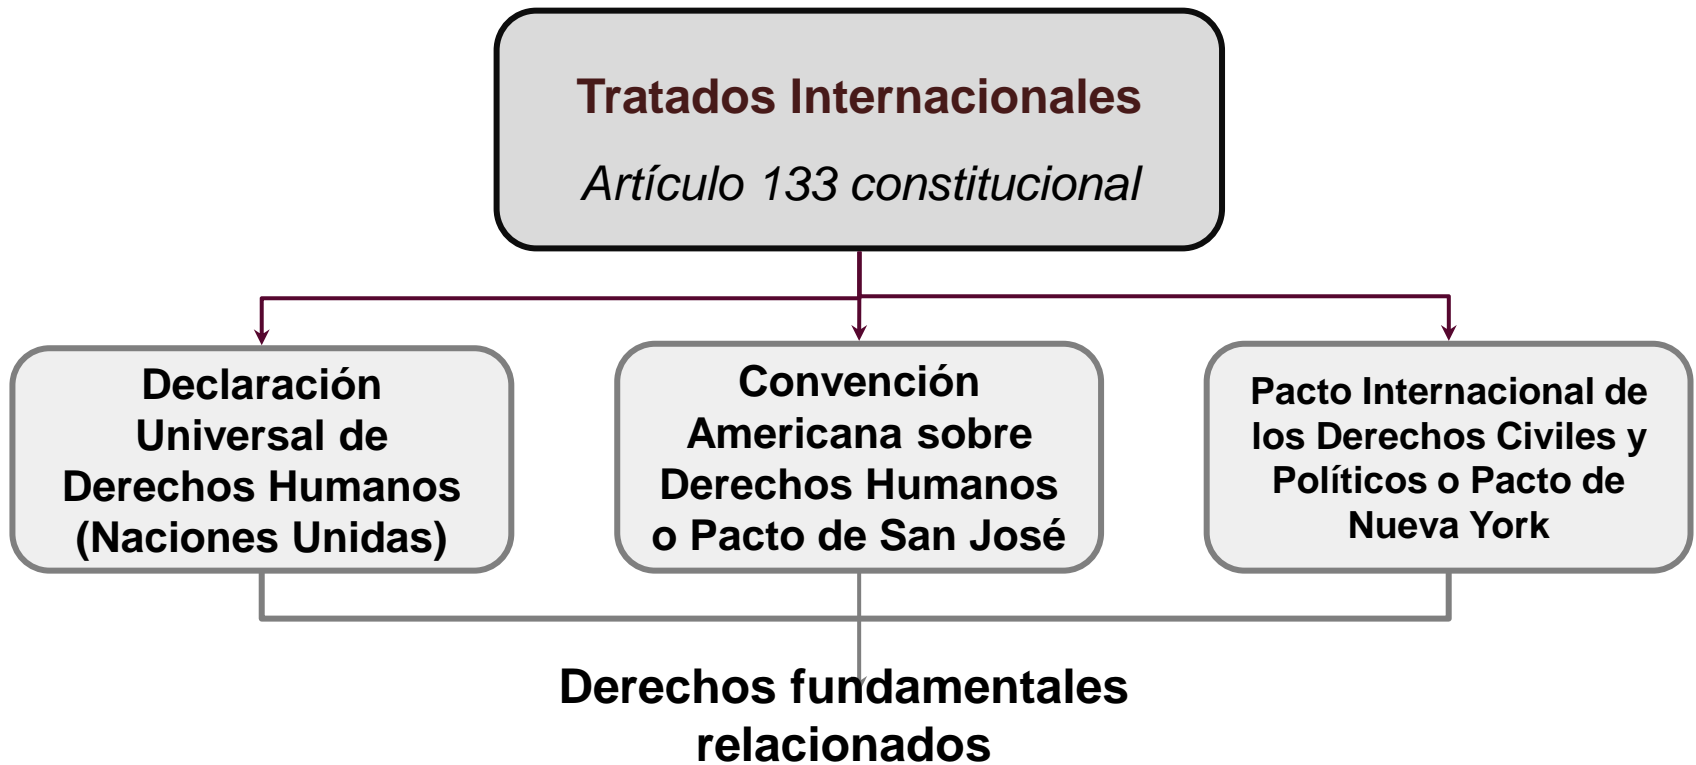 Tratados Internacionales
Artículo 133 constitucional
Declaración
Universal de
Derechos Humanos
(Naciones Unidas)
Convención
Americana sobre
Derechos Humanos
o Pacto de San José
Pacto Internacional de
los Derechos Civiles y
Políticos o Pacto de
Nueva York
Derechos fundamentales
relacionados